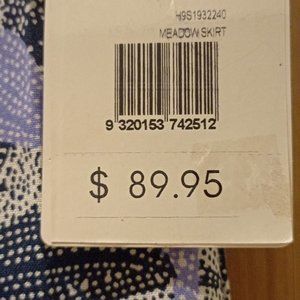 H9S1932240
MEADOW SKIRT
9 320153 742512
$ 89.95